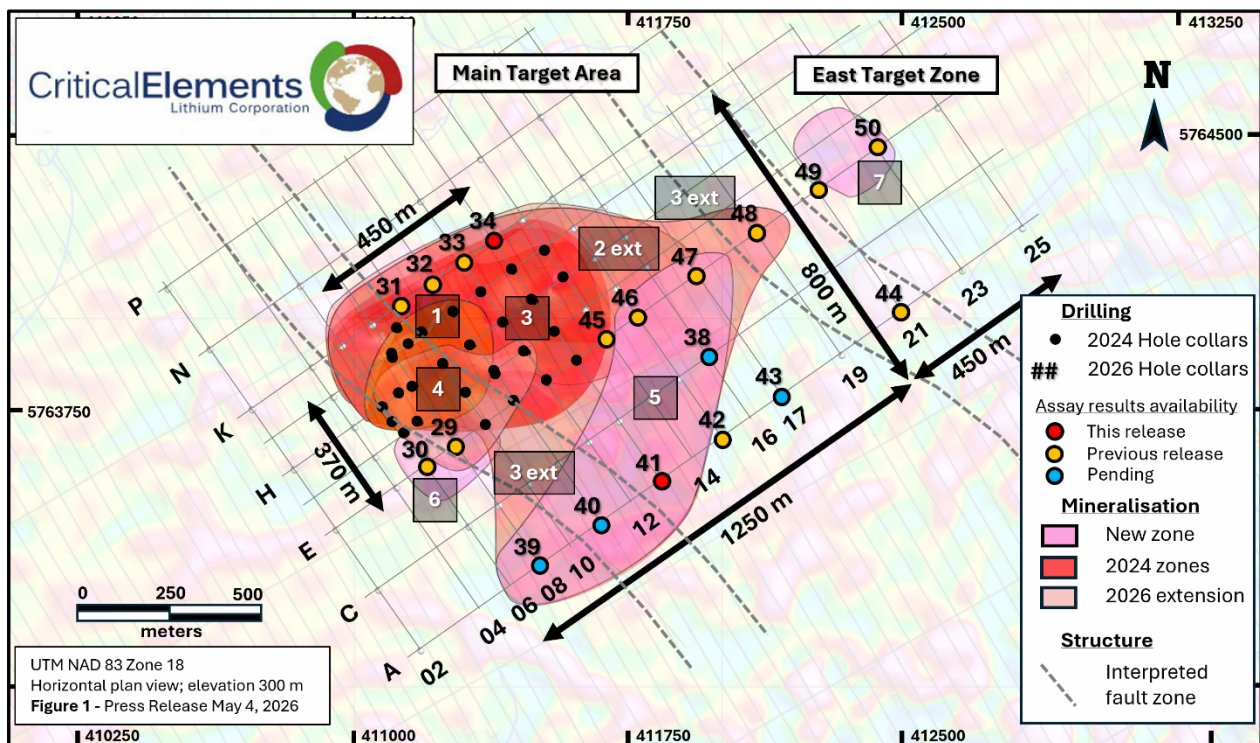 411000
411750
412500
413250
CriticalElements
Lithium Corporation
Main Target Area
East Target Zone
N
5764500
50
49
7
3 ext
48
450 m
34
33
2 ext
32
47
31
800 m
25
P
46
44
23
1
3
45
21
450 m
38
N
43
19
4
5
17
5763750
42
16
K
29
30
370 m
3 ext
41
14
H
6
40
12
1250 m
E
39
10
08
06
C
04
A
02
0 250 500
meters
Drilling
2024 Hole collars
## 2026 Hole collars
Assay results availability
This release
Previous release
Pending
Mineralisation
New zone
2024 zones
2026 extension
Structure
Interpreted
fault zone
UTM NAD 83 Zone 18
Horizontal plan view; elevation 300 m
Figure 1 - Press Release May 4, 2026
410250
411000
411750
412500